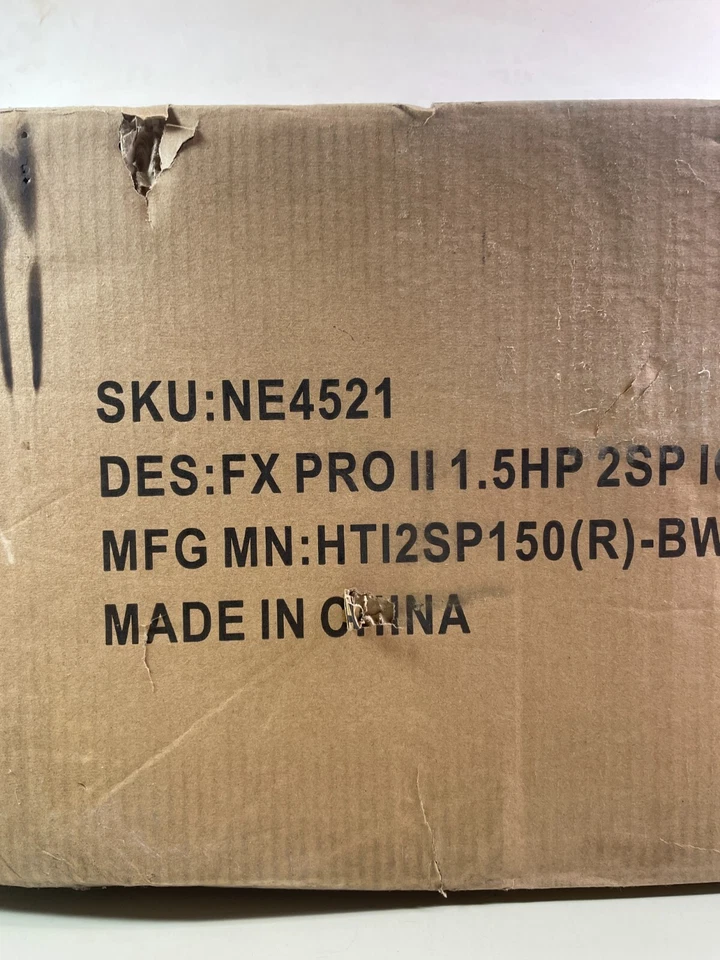 SKU:NE4521
DES:FX PRO II 1.5HP 2SP
MFG MN:HTI2SP150(R)-BW
MADE IN CHINA